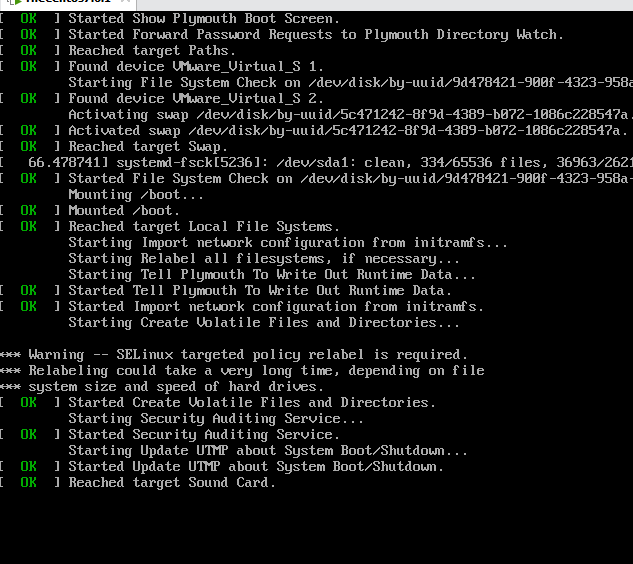 [  OK  ] Started Show Plymouth Boot Screen.
[  OK  ] Started Forward Password Requests to Plymouth Directory Watch.
[  OK  ] Reached target Paths.
[  OK  ] Found device VMware_Virtual_S 1.
Starting File System Check on /dev/disk/by-uuid/9d478421-900f-4323-958a
[  OK  ] Found device VMware_Virtual_S 2.
Activating swap /dev/disk/by-uuid/5c471242-8f9d-4389-b072-1086c228547a.
[  OK  ] Activated swap /dev/disk/by-uuid/5c471242-8f9d-4389-b072-1086c228547a.
[  OK  ] Reached target Swap.
[   66.478741] systemd-fsck[5236]: /dev/sda1: clean, 334/65536 files, 36963/2621
[  OK  ] Started File System Check on /dev/disk/by-uuid/9d478421-900f-4323-958a-
Mounting /boot...
[  OK  ] Mounted /boot.
[  OK  ] Reached target Local File Systems.
Starting Import network configuration from initramfs...
Starting Relabel all filesystems, if necessary...
Starting Tell Plymouth To Write Out Runtime Data...
[  OK  ] Started Tell Plymouth To Write Out Runtime Data.
[  OK  ] Started Import network configuration from initramfs.
Starting Create Volatile Files and Directories...
*** Warning -- SELinux targeted policy relabel is required.
*** Relabeling could take a very long time, depending on file
*** system size and speed of hard drives.
[  OK  ] Started Create Volatile Files and Directories.
Starting Security Auditing Service...
[  OK  ] Started Security Auditing Service.
Starting Update UTMP about System Boot/Shutdown...
[  OK  ] Started Update UTMP about System Boot/Shutdown.
[  OK  ] Reached target Sound Card.